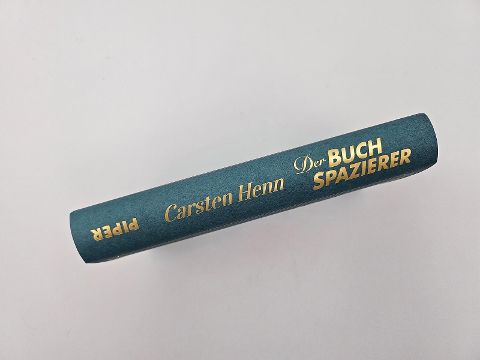 Carsten Henn
Der BUCH
SPAZIERER
PIPER